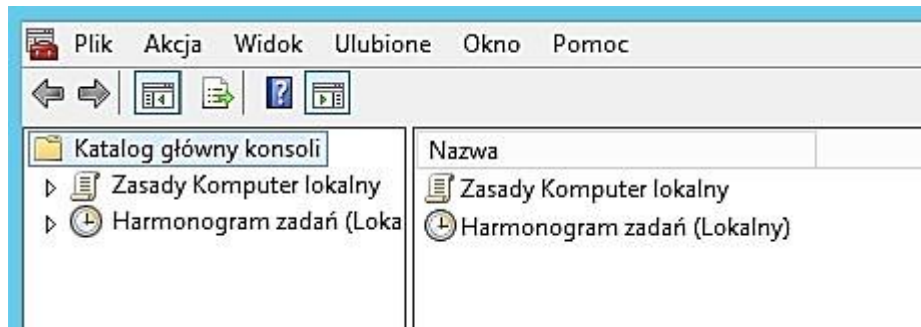 Plik Akcja Widok Ulubione Okno Pomoc
Katalog główny konsoli
Zasady Komputer lokalny
Harmonogram zadań (Loka
Nazwa
Zasady Komputer lokalny
Harmonogram zadań (Lokalny)